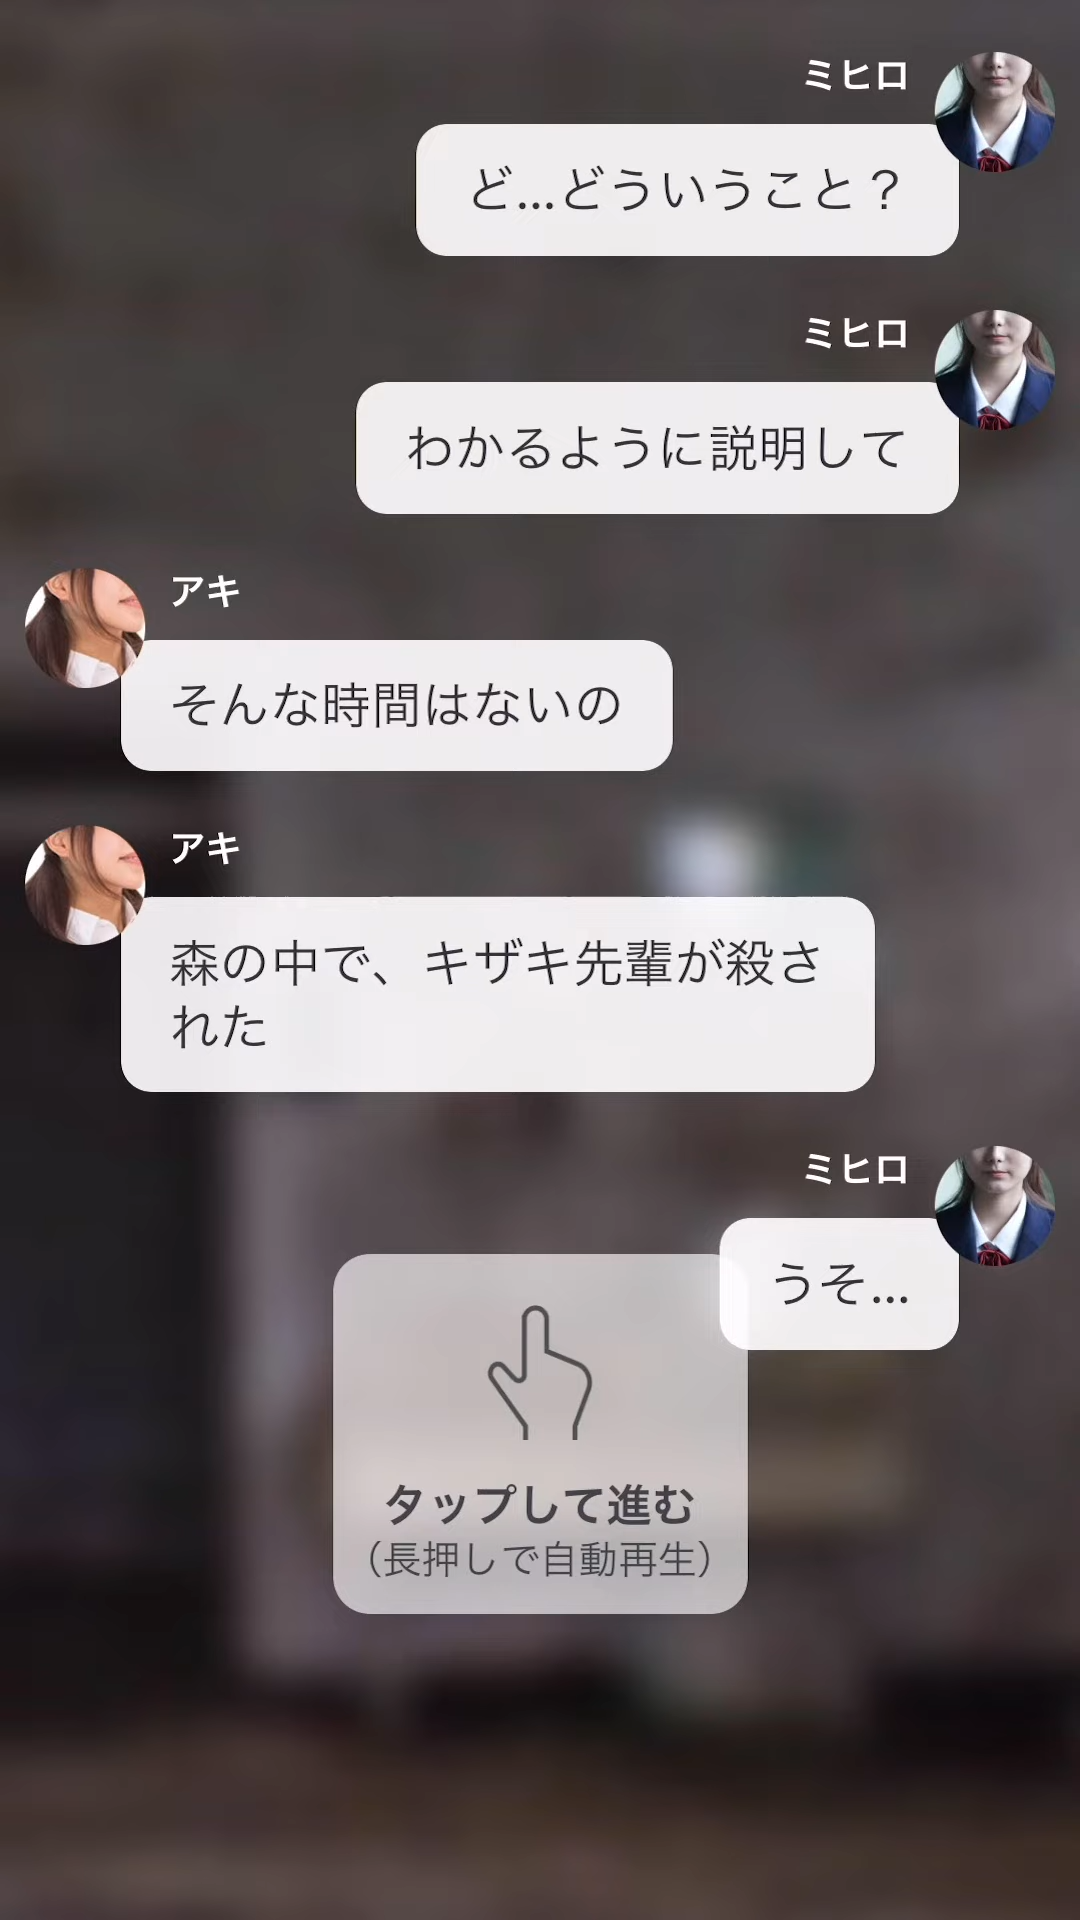 ミヒロ
ど…どういうこと？
ミヒロ
わかるように説明して
アキ
そんな時間はないの
アキ
森の中で、キザキ先輩が殺さ
れた
ミヒロ
うそ…
タップして進む
（長押しで自動再生）